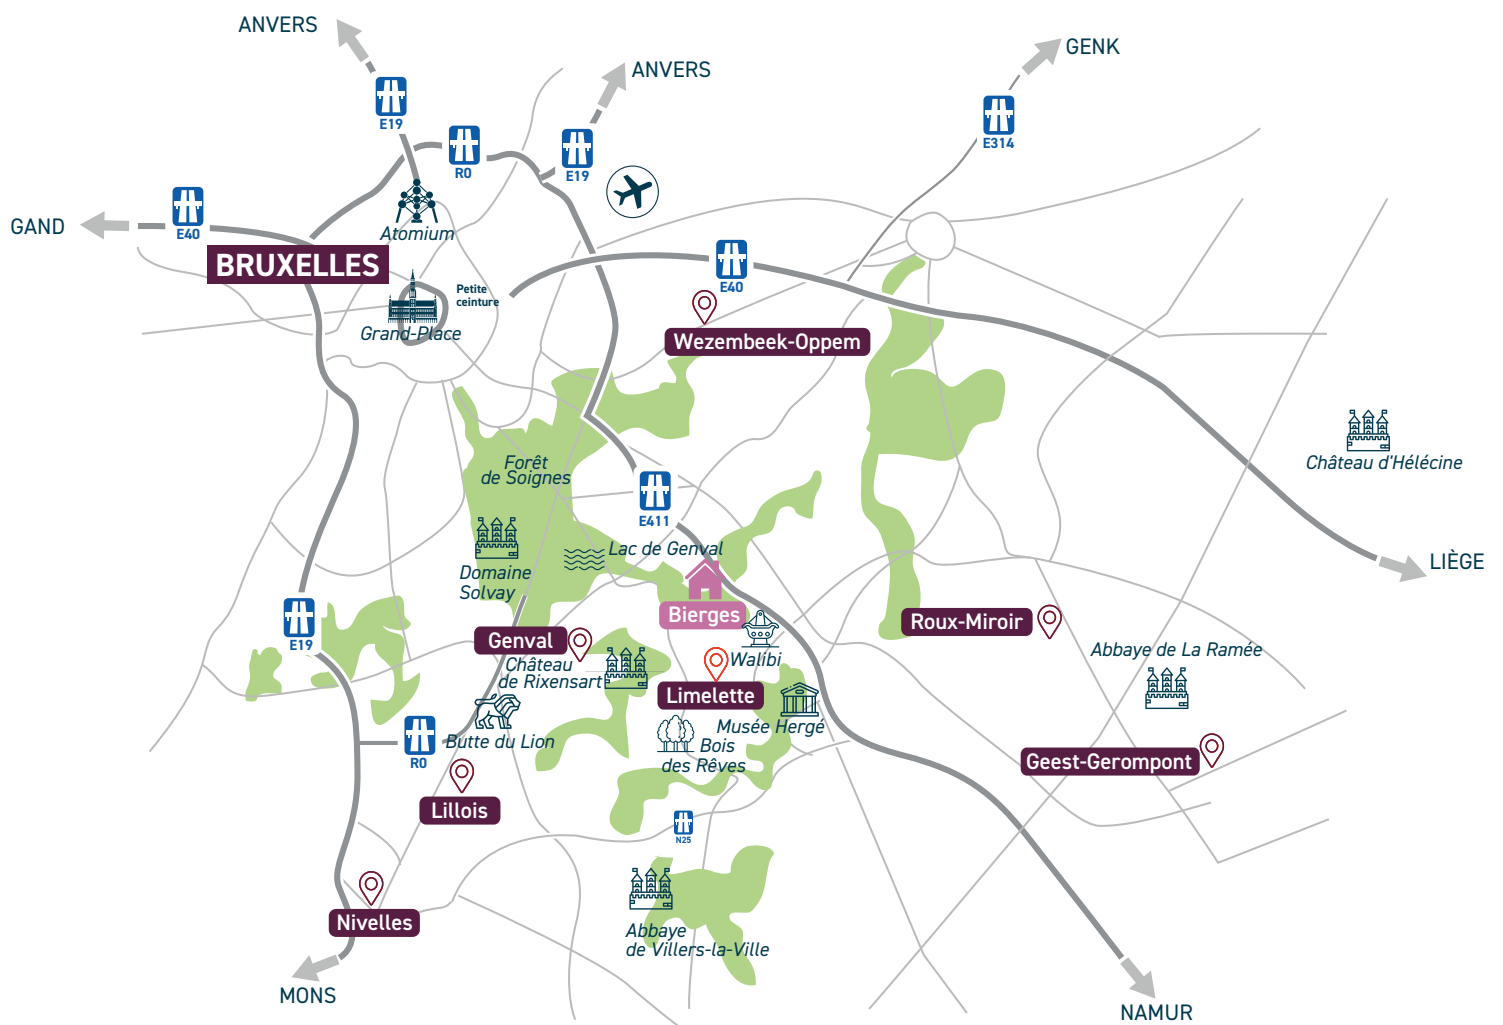 ANVERS
ANVERS
GENK
E19
R0
E19
E314
GAND
E40
Atomium
BRUXELLES
E40
Petite
ceinture
Grand-Place
Wezembeek-Oppem
Château d'Hélécine
Forêt
de Soignes
E411
Lac de Genval
LIÈGE
Domaine
Solvay
Bierges
Roux-Miroir
E19
Genval
Walibi
Abbaye de La Ramée
Château
de Rixensart
Limelette
Musée Hergé
Butte du Lion
R0
Bois
des Rêves
Geest-Gerompont
Lillois
N25
Nivelles
Abbaye
de Villers-la-Ville
MONS
NAMUR